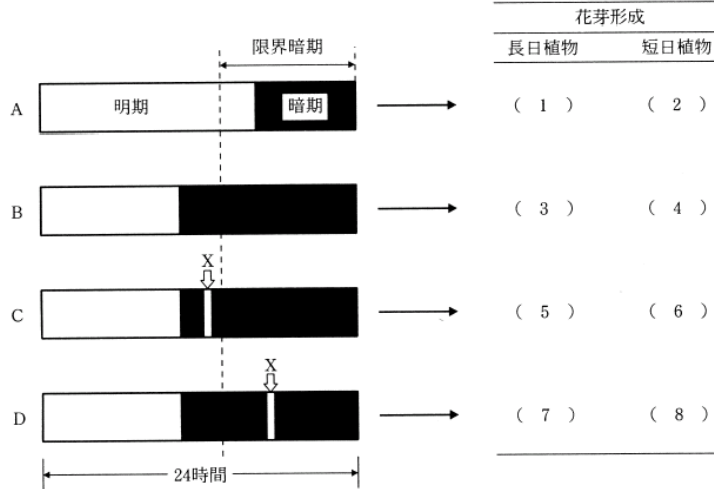 花芽形成
限界暗期
長日植物 短日植物
A 明期 暗期 ( 1 ) ( 2 )
B ( 3 ) ( 4 )
X
C ( 5 ) ( 6 )
X
D ( 7 ) ( 8 )
24時間